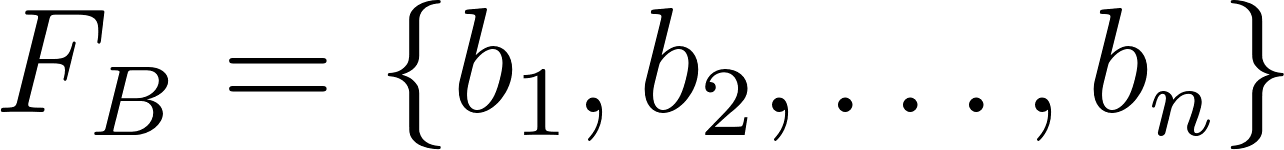 F_B = {b_1, b_2, . . . , b_n}